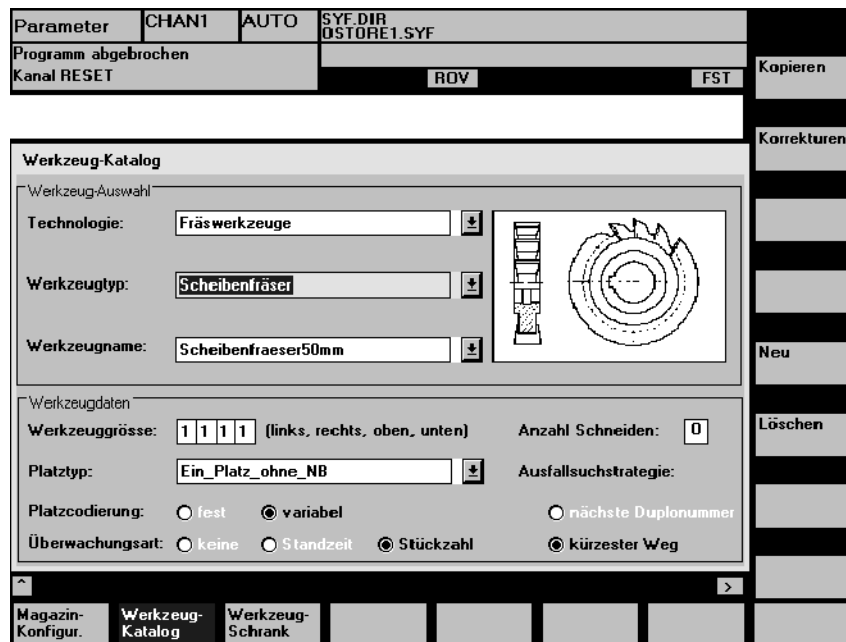 Parameter CHAN1 AUTO SYF.DIR
OSTORE1.SYF
Programm abgebrochen
Kanal RESET ROV FST
Kopieren
Korrekturen
Werkzeug-Katalog
Werkzeug-Auswahl
Technologie: Fräswerkzeuge
Werkzeugtyp: Scheibenfräser
Werkzeugname: Scheibenfraeser50mm
Neu
Werkzeugdaten
Werkzeuggrösse: 1 1 1 1 (links, rechts, oben, unten) Anzahl Schneiden: 0
Löschen
Platztyp: Ein_Platz_ohne_NB Ausfallsuchstrategie:
Platzcodierung: fest variabel nächste Duplonummer
Überwachungsart: keine Standzeit Stückzahl kürzester Weg
^ >
Magazin-
Konfigur.
Werkzeug-
Katalog
Werkzeug-
Schrank